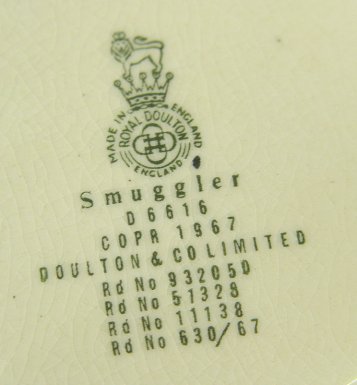 MADE IN ENGLAND
ROYAL DOULTON
ENGLAND
Smuggler
D 6616
COPR 1967
DOULTON & CO LIMITED
Rd No 932050
Rd No 51328
Rd No 11138
Rd No 630/67